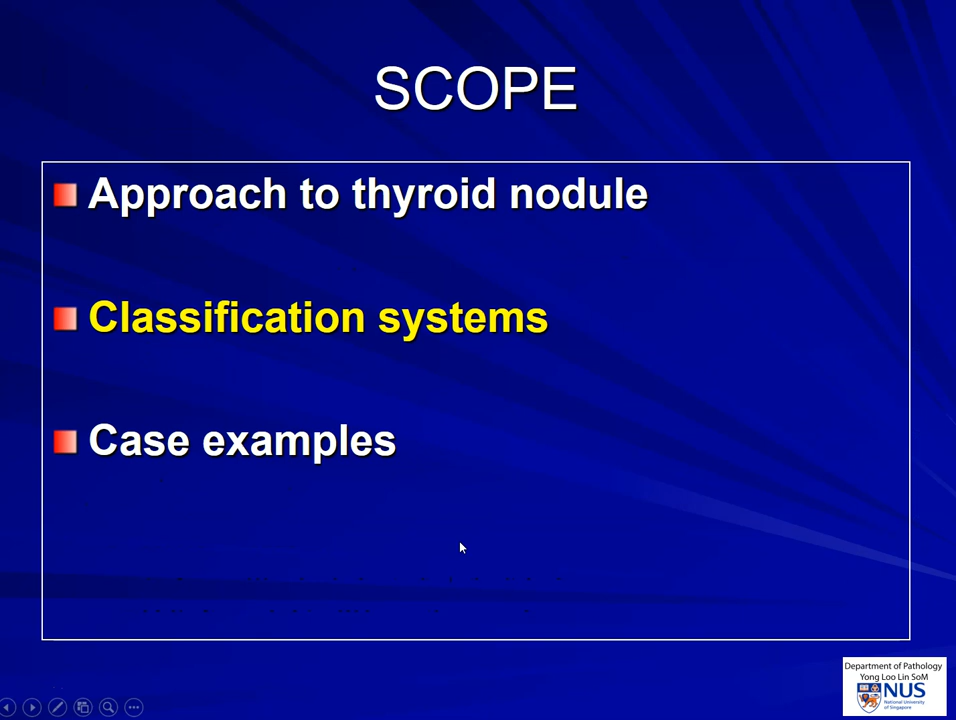 SCOPE
Approach to thyroid nodule
Classification systems
Case examples
Department of Pathology
Yong Loo Lin SoM
NUS
National University
of Singapore